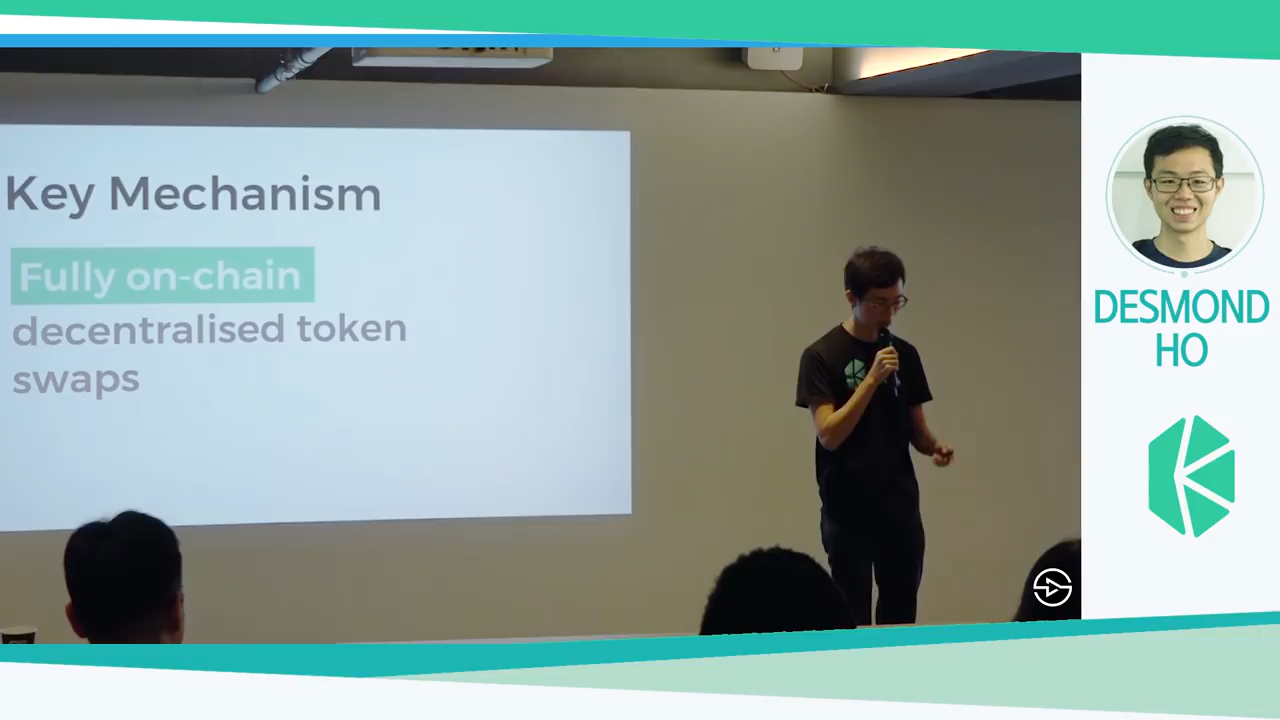 Key Mechanism
Fully on-chain
decentralised token
swaps
DESMOND
HO